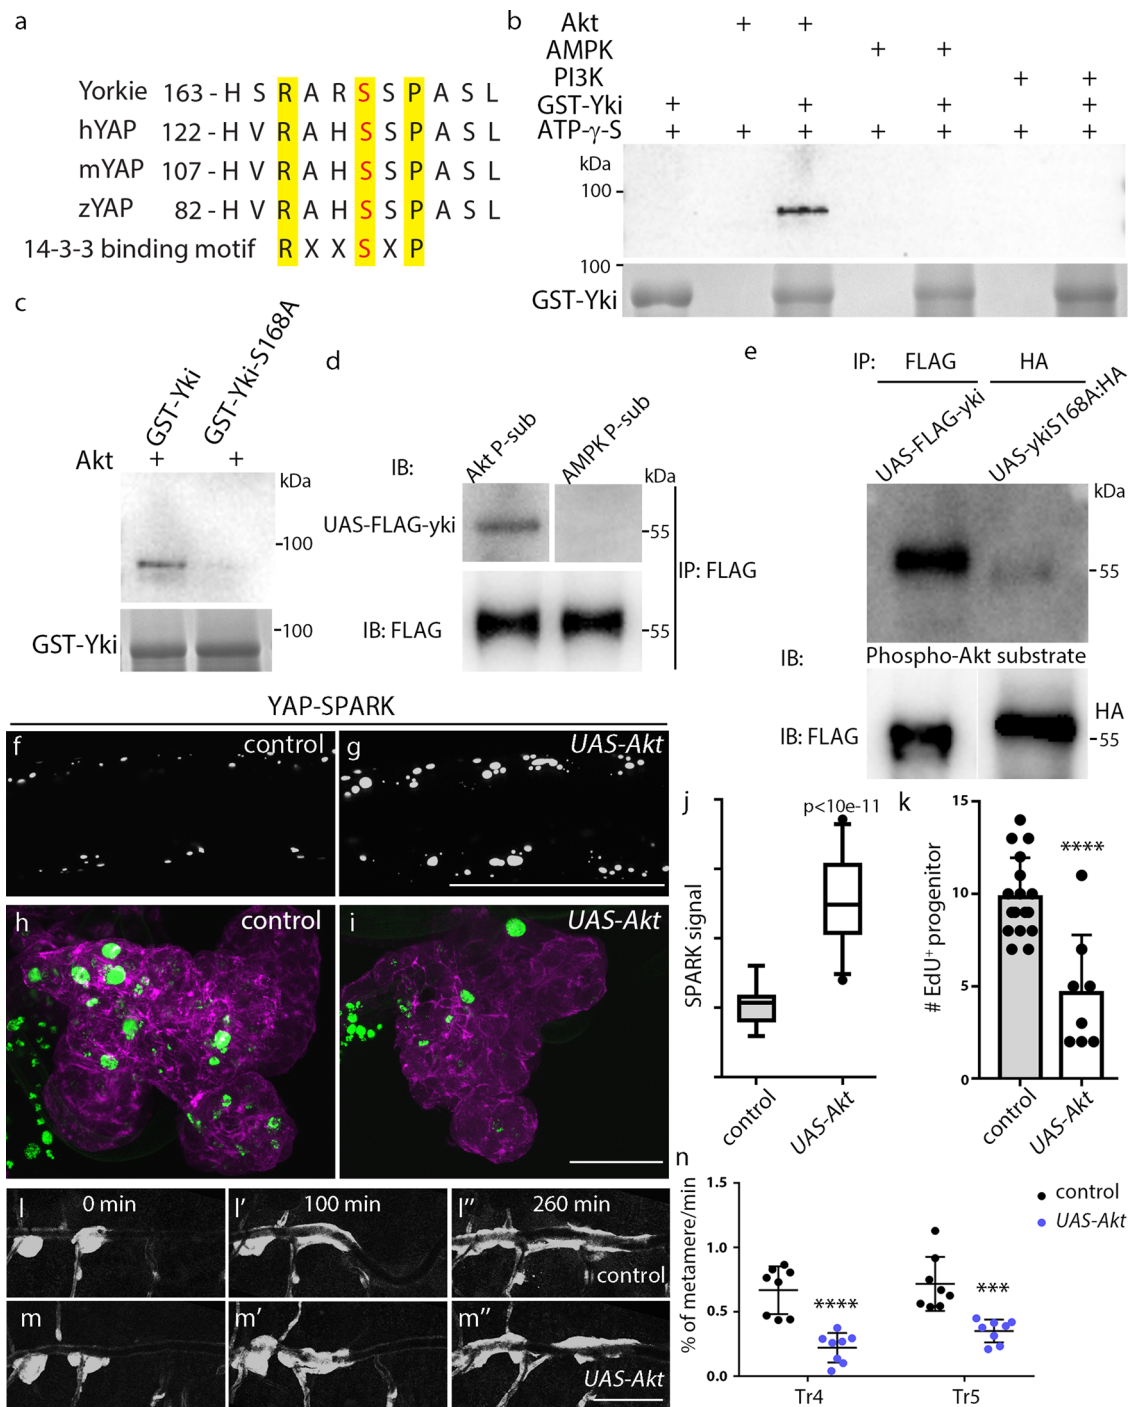 a
Yorkie 163 - H S R A R S S P A S L
hYAP 122 - H V R A H S S P A S L
mYAP 107 - H V R A H S S P A S L
zYAP 82 - H V R A H S S P A S L
14-3-3 binding motif R X X S X P
b
Akt + +
AMPK + +
PI3K + +
GST-Yki + + + +
ATP-γ-S + + + + + + +
kDa
100
100
GST-Yki
c
GST-Yki
GST-Yki-S168A
Akt + +
kDa
100
100
GST-Yki
d
IB:
Akt P-sub
AMPK P-sub
kDa
UAS-FLAG-yki
55
IP: FLAG
IB: FLAG
55
e
IP: FLAG HA
UAS-FLAG-yki
UAS-ykiS168A:HA
kDa
55
IB: Phospho-Akt substrate
IB: FLAG
HA
55
YAP-SPARK
f control
g UAS-Akt
h control
i UAS-Akt
j
p<10e-11
SPARK signal
control
UAS-Akt
k
15
10
5
0
# EdU⁺ progenitor
****
control
UAS-Akt
l 0 min
l' 100 min
l'' 260 min
control
m
m'
m''
UAS-Akt
n
1.5
1.0
0.5
0.0
% of metamere/min
control
UAS-Akt
****
***
Tr4
Tr5